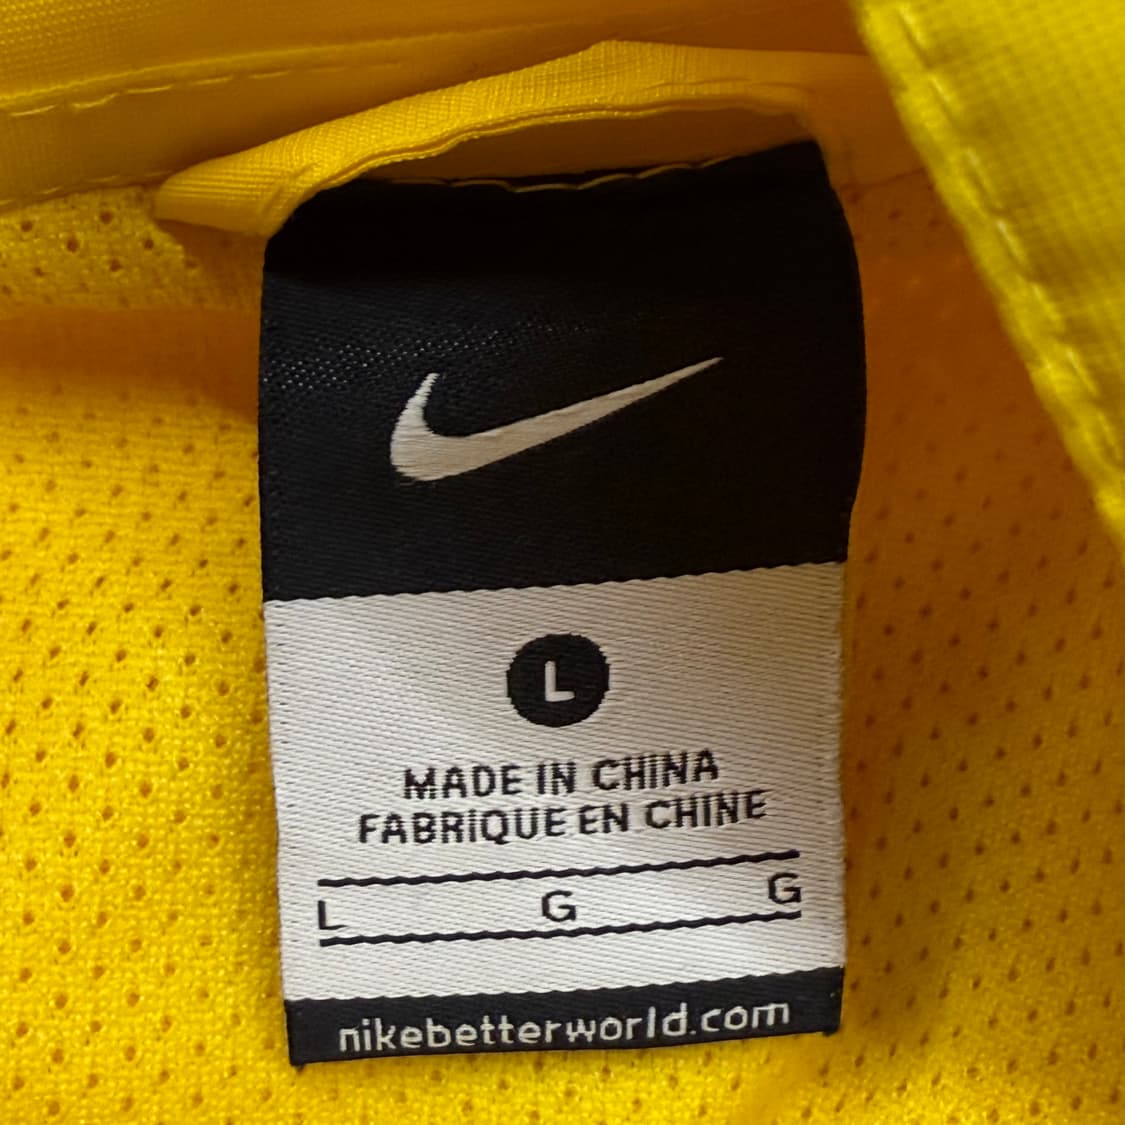 L
MADE IN CHINA
FABRIQUE EN CHINE
L G G
nikebetterworld.com